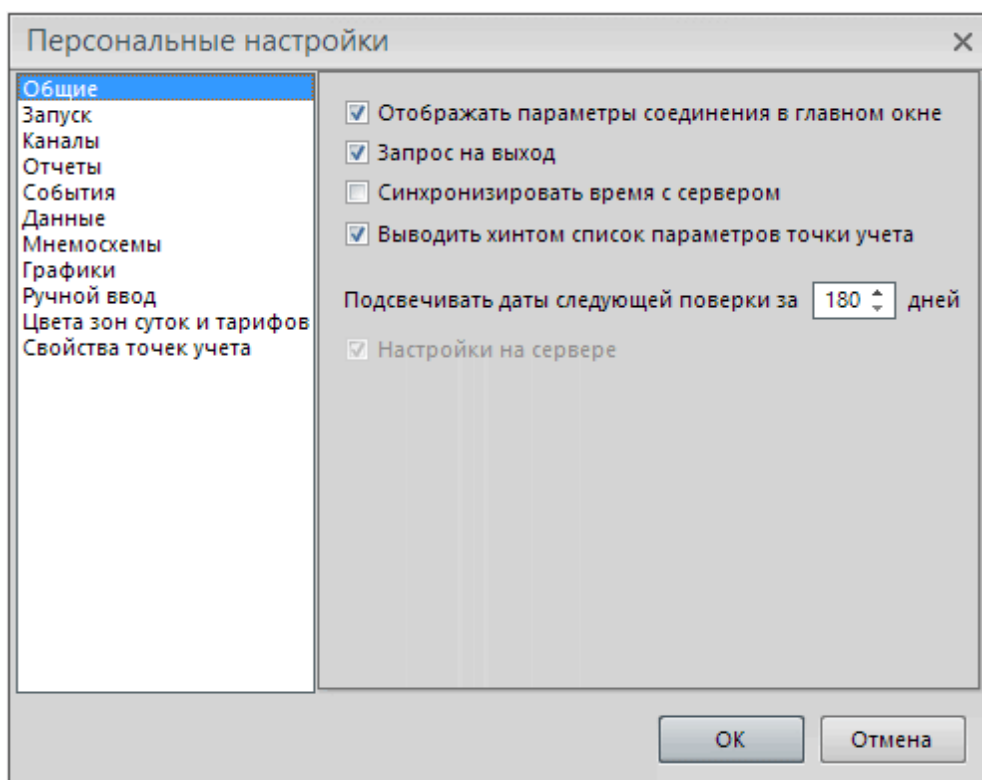 Персональные настройки
Общие
Запуск
Каналы
Отчеты
События
Данные
Мнемосхемы
Графики
Ручной ввод
Цвета зон суток и тарифов
Свойства точек учета
Отображать параметры соединения в главном окне
Запрос на выход
Синхронизировать время с сервером
Выводить хинтом список параметров точки учета
Подсвечивать даты следующей поверки за 180 дней
Настройки на сервере
ОК Отмена